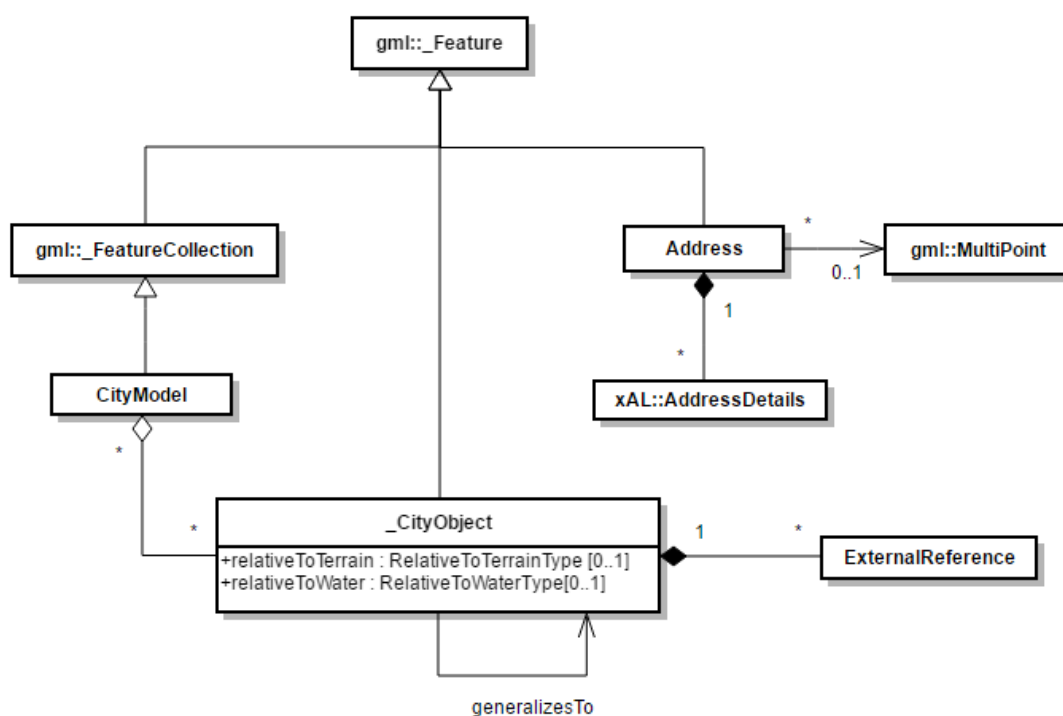 gml::_Feature
gml::_FeatureCollection
Address
*
0..1
gml::MultiPoint
1
*
xAL::AddressDetails
CityModel
*
*
_CityObject
+relativeToTerrain : RelativeToTerrainType [0..1]
+relativeToWater : RelativeToWaterType[0..1]
1
*
ExternalReference
generalizesTo